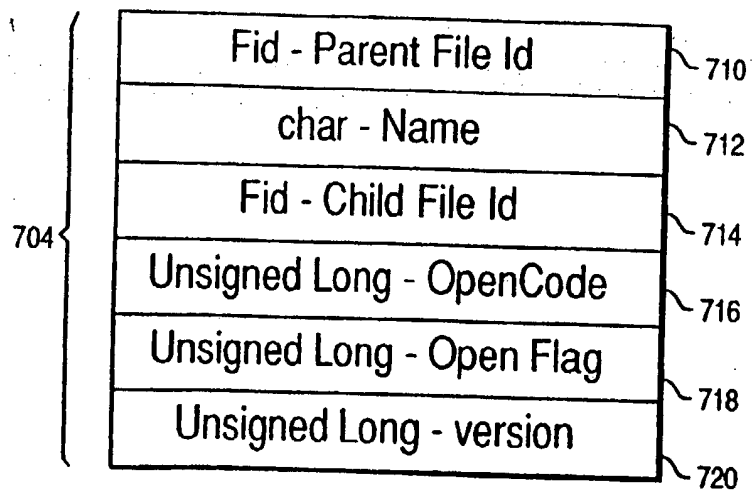 Fid - Parent File Id 710
char - Name 712
704 Fid - Child File Id 714
Unsigned Long - OpenCode 716
Unsigned Long - Open Flag 718
Unsigned Long - version 720